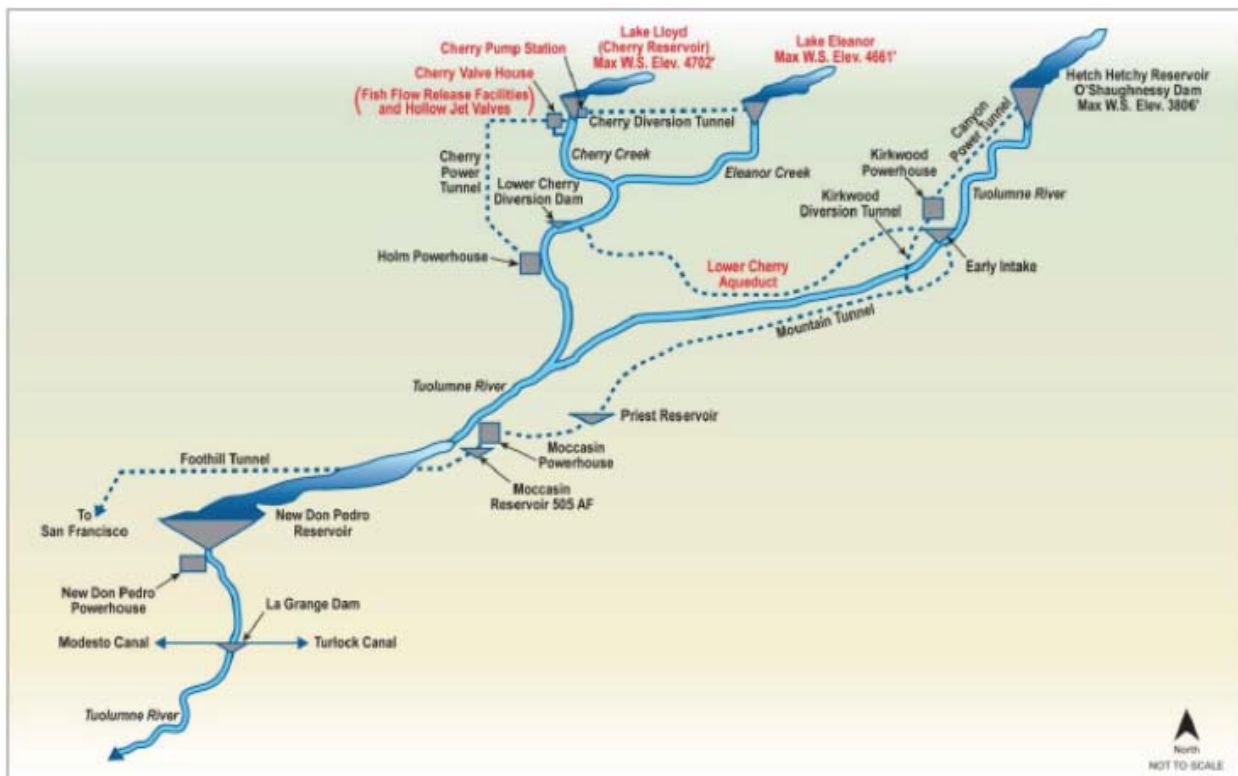 Lake Lloyd
(Cherry Reservoir)
Max W.S. Elev. 4702'
Cherry Pump Station
Cherry Valve House
(Fish Flow Release Facilities
and Hollow Jet Valves)
Lake Eleanor
Max W.S. Elev. 4661'
Hetch Hetchy Reservoir
O'Shaughnessy Dam
Max W.S. Elev. 3806'
Cherry Diversion Tunnel
Canyon
Power Tunnel
Cherry Creek
Cherry
Power
Tunnel
Eleanor Creek
Kirkwood
Powerhouse
Tuolumne River
Lower Cherry
Diversion Dam
Kirkwood
Diversion Tunnel
Holm Powerhouse
Lower Cherry
Aqueduct
Early Intake
Mountain Tunnel
Tuolumne River
Priest Reservoir
Moccasin
Powerhouse
Foothill Tunnel
Moccasin
Reservoir 505 AF
To
San Francisco
New Don Pedro
Reservoir
New Don Pedro
Powerhouse
La Grange Dam
Modesto Canal
Turlock Canal
Tuolumne River
North
NOT TO SCALE